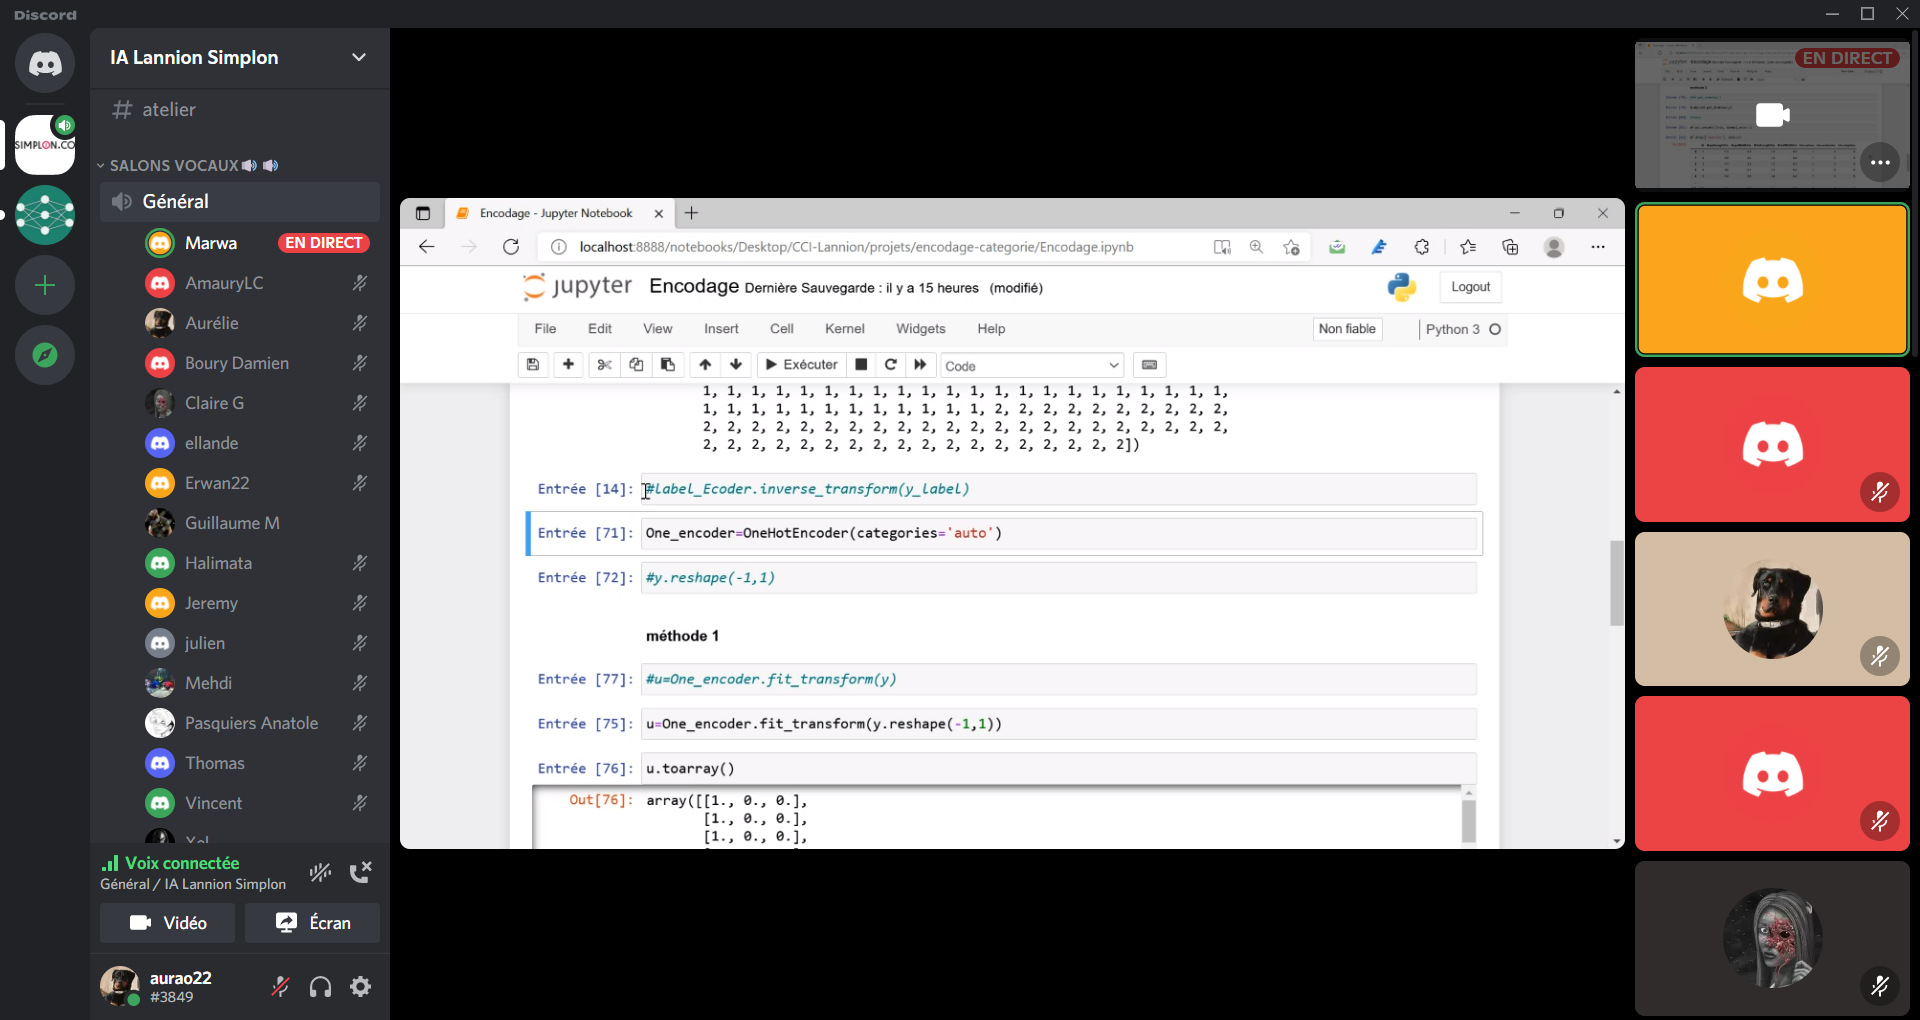 Discord
IA Lannion Simplon
atelier
SALONS VOCAUX
Général
Marwa EN DIRECT
AmauryLC
Aurélie
Boury Damien
Claire G
ellande
Erwan22
Guillaume M
Halimata
Jeremy
julien
Mehdi
Pasquiers Anatole
Thomas
Vincent
Voix connectée
Général / IA Lannion Simplon
Vidéo
Écran
aurao22
#3849
SIMPLON.CO
Encodage - Jupyter Notebook
localhost:8888/notebooks/Desktop/CCI-Lannion/projets/encodage-categorie/Encodage.ipynb
jupyter Encodage Dernière Sauvegarde : il y a 15 heures (modifié)
Logout
File Edit View Insert Cell Kernel Widgets Help
Non fiable
Python 3
Exécuter
Code
1, 1, 1, 1, 1, 1, 1, 1, 1, 1, 1, 1, 1, 1, 1, 1, 1, 1, 1, 1, 1, 1,
1, 1, 1, 1, 1, 1, 1, 1, 1, 1, 1, 1, 2, 2, 2, 2, 2, 2, 2, 2, 2, 2,
2, 2, 2, 2, 2, 2, 2, 2, 2, 2, 2, 2, 2, 2, 2, 2, 2, 2, 2, 2, 2, 2,
2, 2, 2, 2, 2, 2, 2, 2, 2, 2, 2, 2, 2, 2, 2, 2, 2, 2])
Entrée [14]: #label_Ecoder.inverse_transform(y_label)
Entrée [71]: One_encoder=OneHotEncoder(categories='auto')
Entrée [72]: #y.reshape(-1,1)
méthode 1
Entrée [77]: #u=One_encoder.fit_transform(y)
Entrée [75]: u=One_encoder.fit_transform(y.reshape(-1,1))
Entrée [76]: u.toarray()
Out[76]: array([[1., 0., 0.],
[1., 0., 0.],
[1., 0., 0.],
EN DIRECT